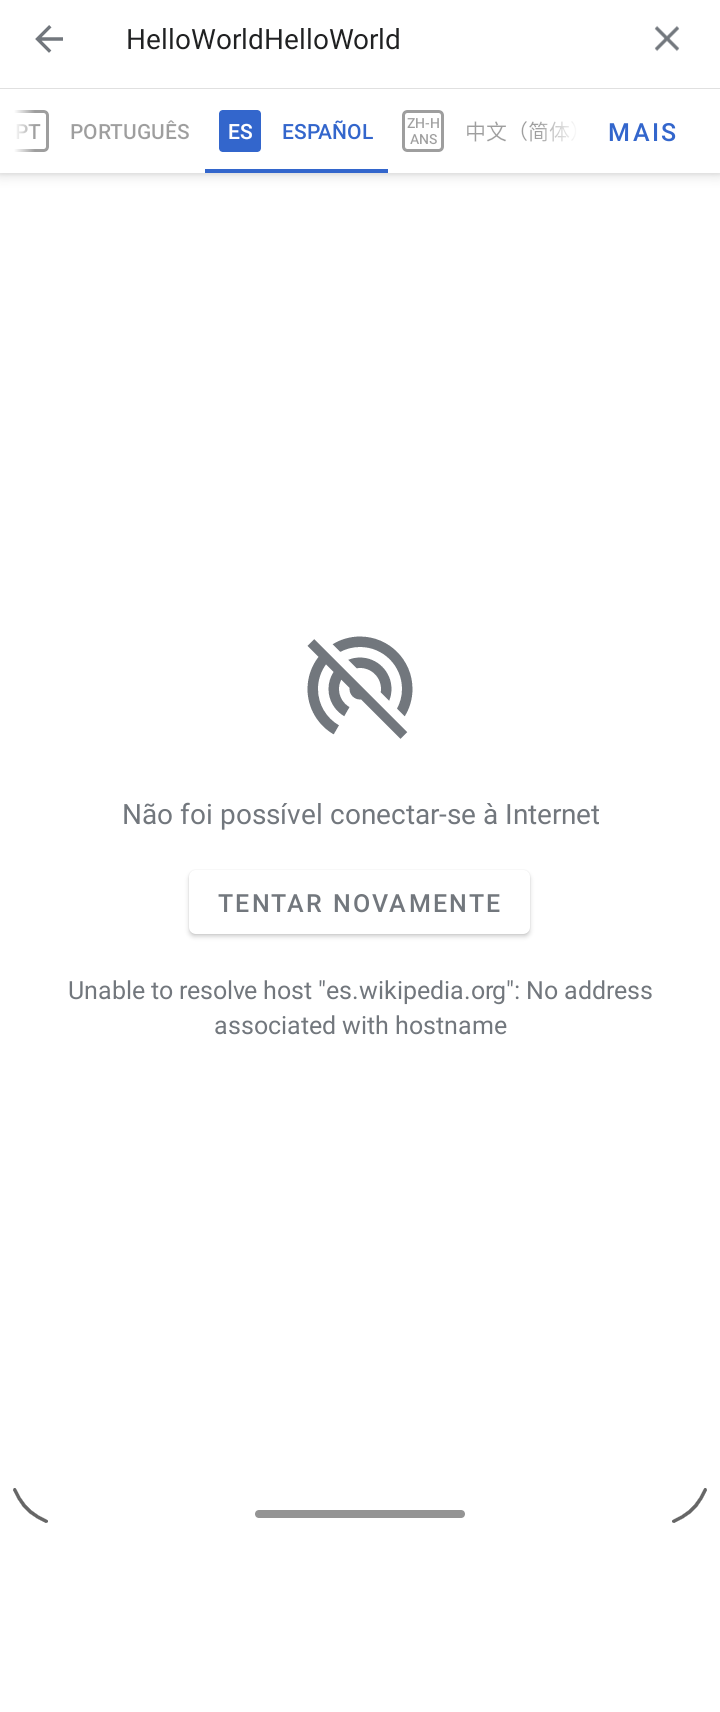 HelloWorldHelloWorld
PT PORTUGUÊS ES ESPAÑOL ZH-H ANS 中文（简体） MAIS
Não foi possível conectar-se à Internet
TENTAR NOVAMENTE
Unable to resolve host "es.wikipedia.org": No address
associated with hostname